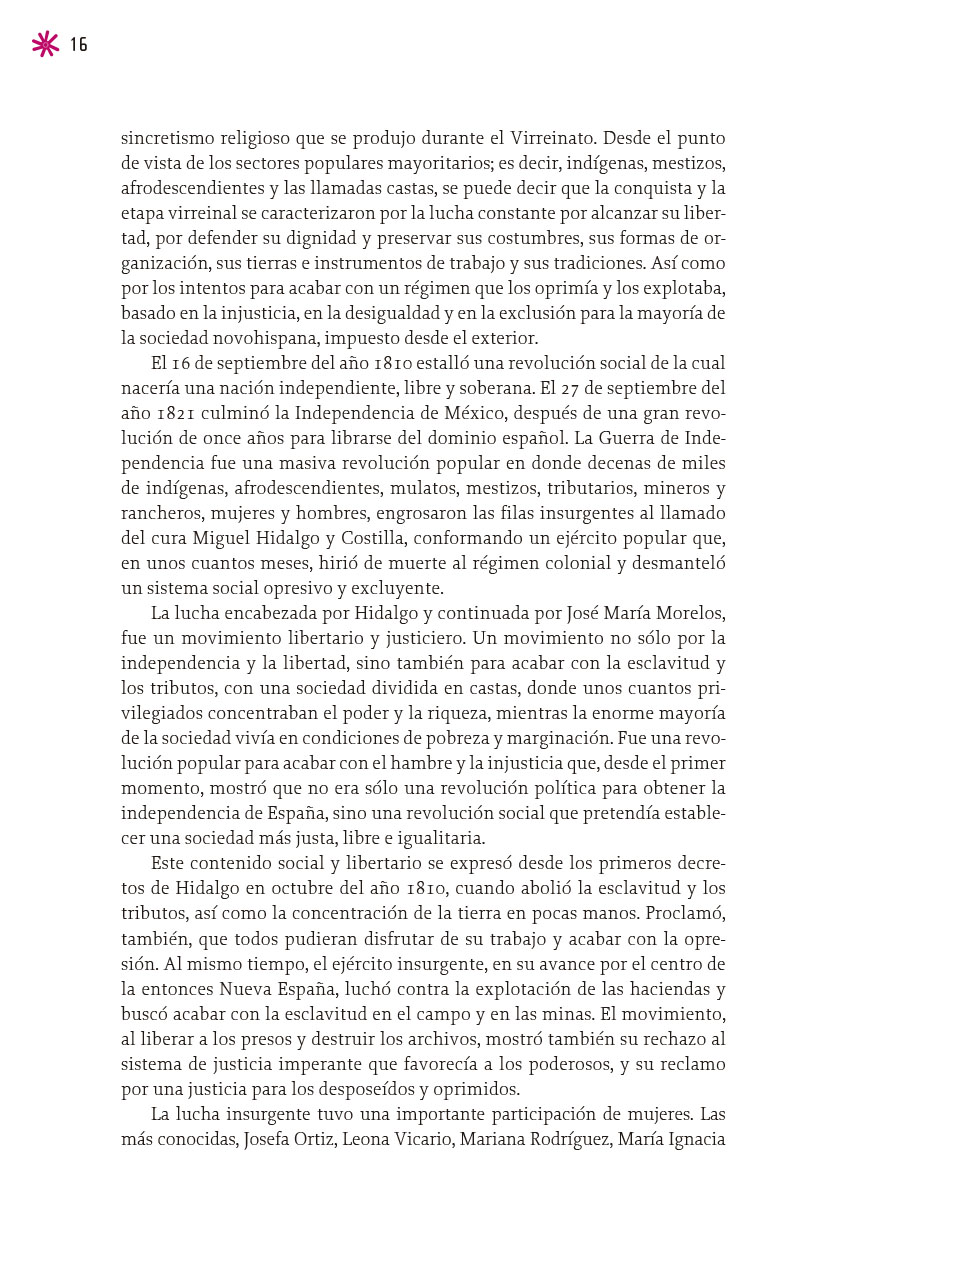 16
sincretismo religioso que se produjo durante el Virreinato. Desde el punto
de vista de los sectores populares mayoritarios; es decir, indígenas, mestizos,
afrodescendientes y las llamadas castas, se puede decir que la conquista y la
etapa virreinal se caracterizaron por la lucha constante por alcanzar su liber-
tad, por defender su dignidad y preservar sus costumbres, sus formas de or-
ganización, sus tierras e instrumentos de trabajo y sus tradiciones. Así como
por los intentos para acabar con un régimen que los oprimía y los explotaba,
basado en la injusticia, en la desigualdad y en la exclusión para la mayoría de
la sociedad novohispana, impuesto desde el exterior.
El 16 de septiembre del año 1810 estalló una revolución social de la cual
nacería una nación independiente, libre y soberana. El 27 de septiembre del
año 1821 culminó la Independencia de México, después de una gran revo-
lución de once años para librarse del dominio español. La Guerra de Inde-
pendencia fue una masiva revolución popular en donde decenas de miles
de indígenas, afrodescendientes, mulatos, mestizos, tributarios, mineros y
rancheros, mujeres y hombres, engrosaron las filas insurgentes al llamado
del cura Miguel Hidalgo y Costilla, conformando un ejército popular que,
en unos cuantos meses, hirió de muerte al régimen colonial y desmanteló
un sistema social opresivo y excluyente.
La lucha encabezada por Hidalgo y continuada por José María Morelos,
fue un movimiento libertario y justiciero. Un movimiento no sólo por la
independencia y la libertad, sino también para acabar con la esclavitud y
los tributos, con una sociedad dividida en castas, donde unos cuantos pri-
vilegiados concentraban el poder y la riqueza, mientras la enorme mayoría
de la sociedad vivía en condiciones de pobreza y marginación. Fue una revo-
lución popular para acabar con el hambre y la injusticia que, desde el primer
momento, mostró que no era sólo una revolución política para obtener la
independencia de España, sino una revolución social que pretendía estable-
cer una sociedad más justa, libre e igualitaria.
Este contenido social y libertario se expresó desde los primeros decre-
tos de Hidalgo en octubre del año 1810, cuando abolió la esclavitud y los
tributos, así como la concentración de la tierra en pocas manos. Proclamó,
también, que todos pudieran disfrutar de su trabajo y acabar con la opre-
sión. Al mismo tiempo, el ejército insurgente, en su avance por el centro de
la entonces Nueva España, luchó contra la explotación de las haciendas y
buscó acabar con la esclavitud en el campo y en las minas. El movimiento,
al liberar a los presos y destruir los archivos, mostró también su rechazo al
sistema de justicia imperante que favorecía a los poderosos, y su reclamo
por una justicia para los desposeídos y oprimidos.
La lucha insurgente tuvo una importante participación de mujeres. Las
más conocidas, Josefa Ortiz, Leona Vicario, Mariana Rodríguez, María Ignacia